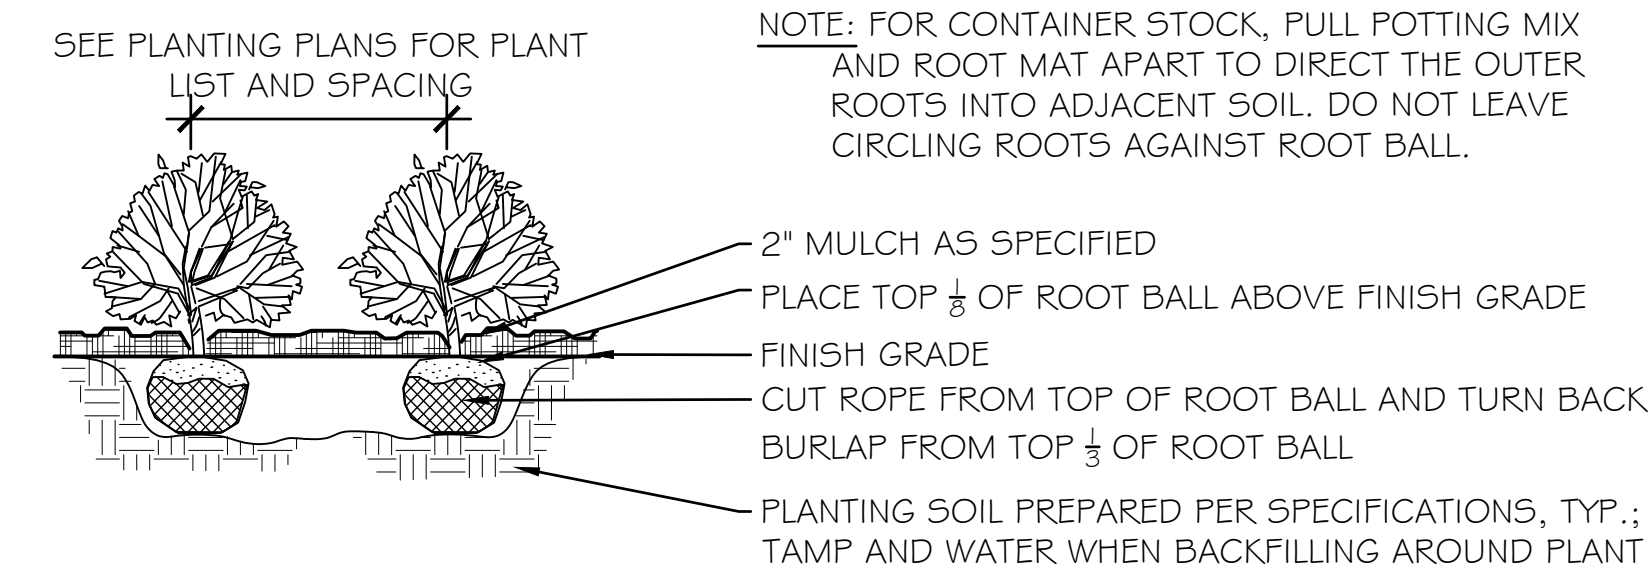 SEE PLANTING PLANS FOR PLANT
LIST AND SPACING
NOTE: FOR CONTAINER STOCK, PULL POTTING MIX
AND ROOT MAT APART TO DIRECT THE OUTER
ROOTS INTO ADJACENT SOIL. DO NOT LEAVE
CIRCLING ROOTS AGAINST ROOT BALL.
2" MULCH AS SPECIFIED
PLACE TOP 1/8 OF ROOT BALL ABOVE FINISH GRADE
FINISH GRADE
CUT ROPE FROM TOP OF ROOT BALL AND TURN BACK
BURLAP FROM TOP 1/3 OF ROOT BALL
PLANTING SOIL PREPARED PER SPECIFICATIONS, TYP.;
TAMP AND WATER WHEN BACKFILLING AROUND PLANT